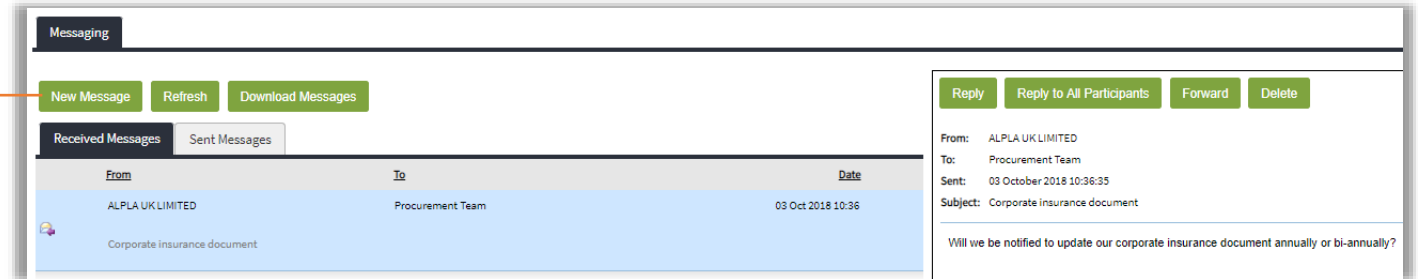 Messaging
New Message Refresh Download Messages
Received Messages Sent Messages
From To Date
ALPLA UK LIMITED Procurement Team 03 Oct 2018 10:36
Corporate insurance document
Reply Reply to All Participants Forward Delete
From: ALPLA UK LIMITED
To: Procurement Team
Sent: 03 October 2018 10:36:35
Subject: Corporate insurance document
Will we be notified to update our corporate insurance document annually or bi-annually?